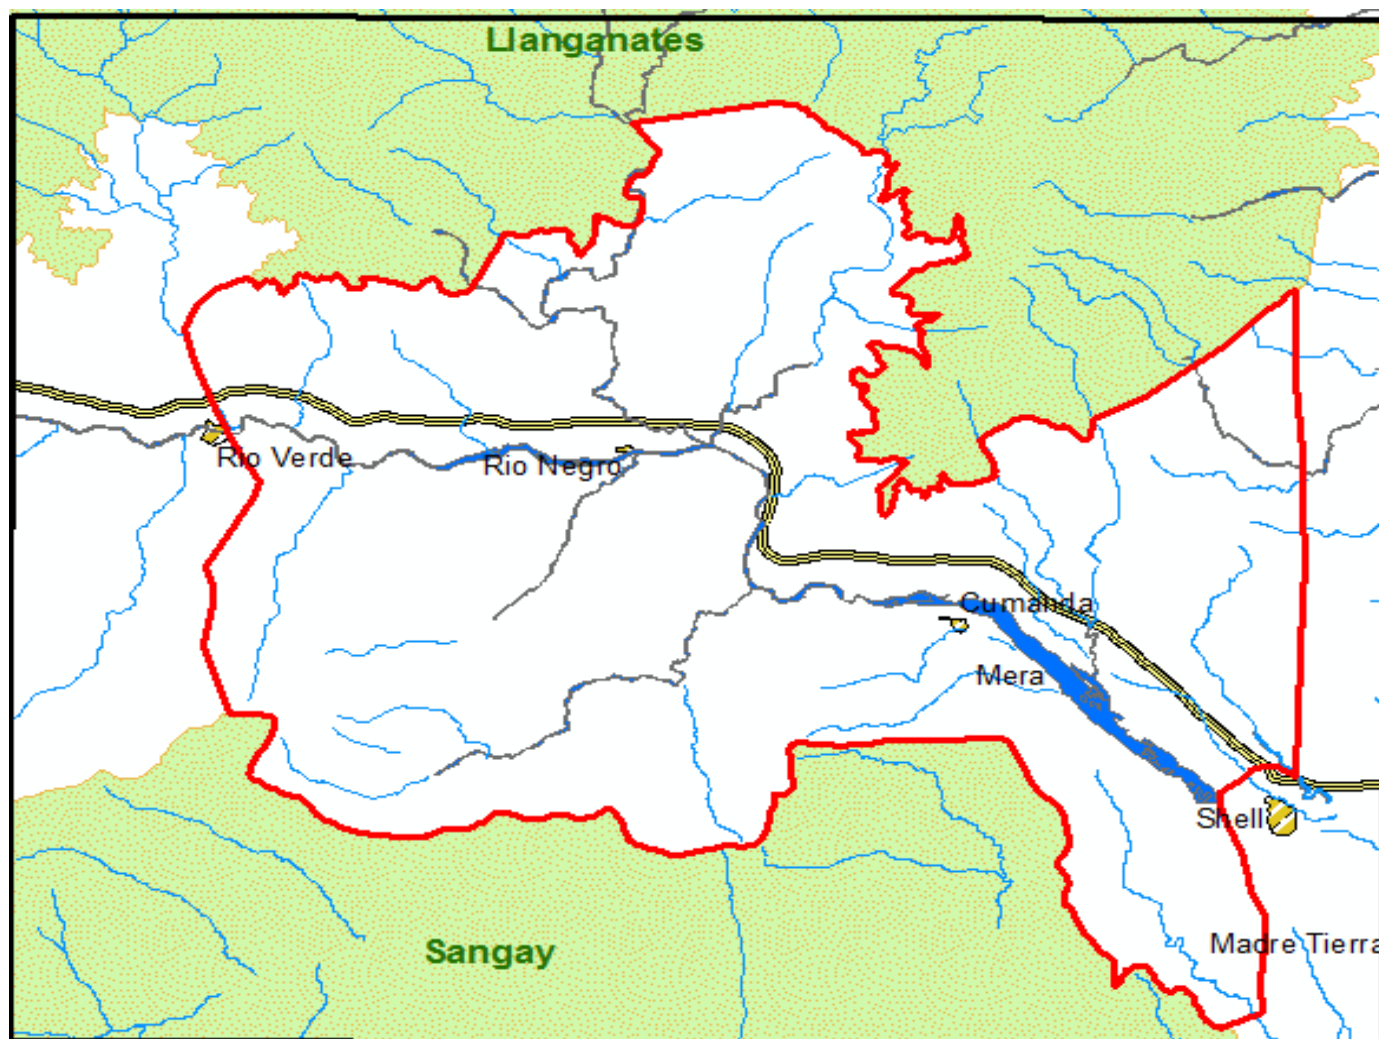 Llanganates
Rio Verde
Rio Negro
Cumanda
Mera
Shell
Madre Tierra
Sangay